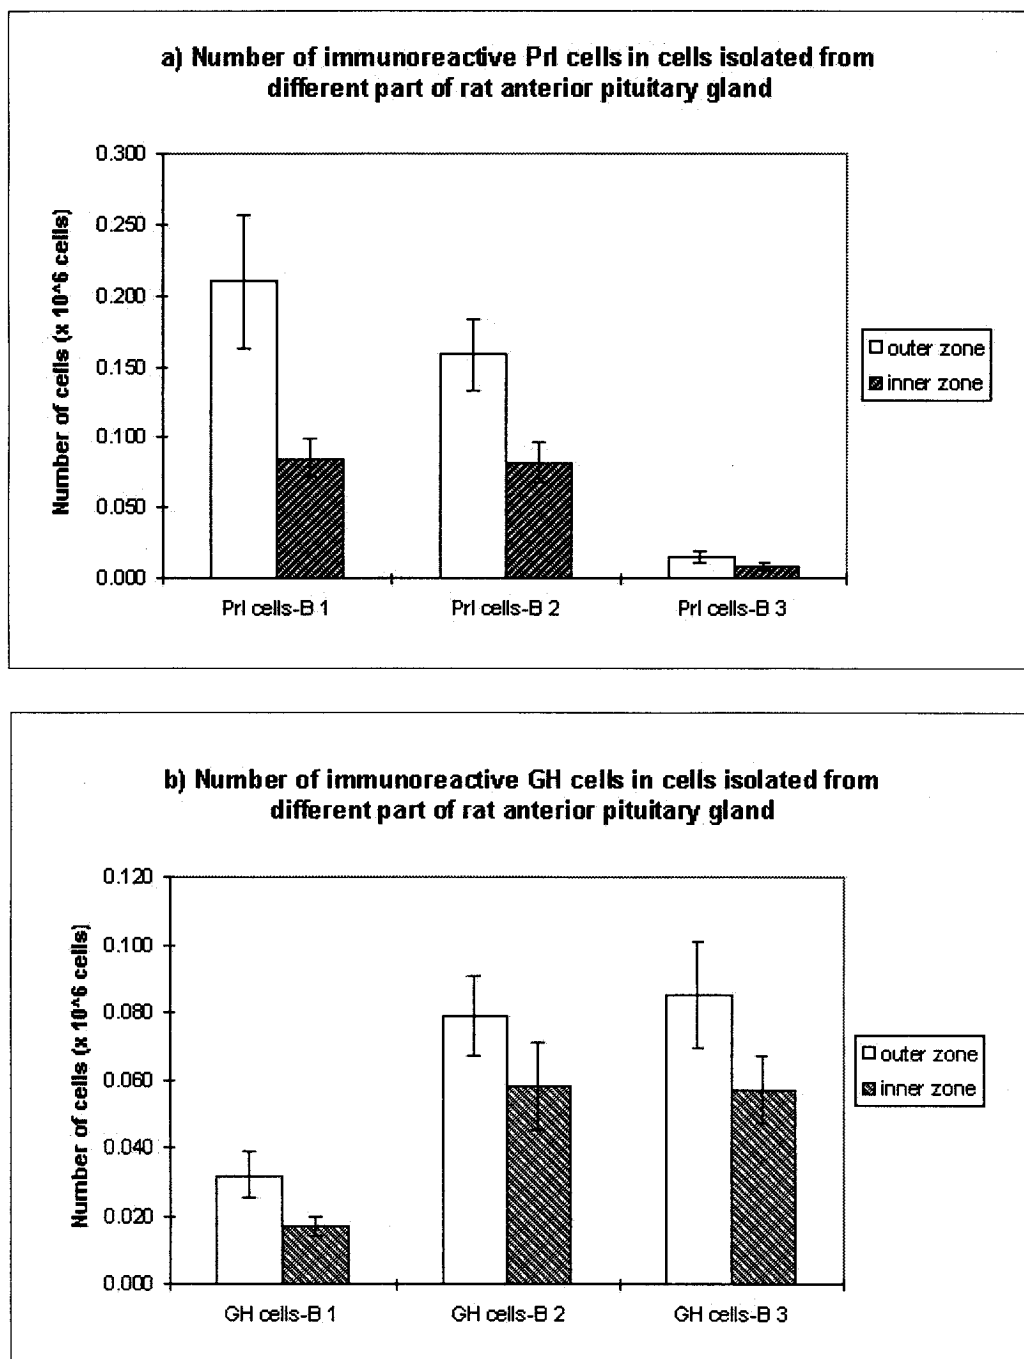 a) Number of immunoreactive Prl cells in cells isolated from
different part of rat anterior pituitary gland
0.300
0.250
0.200
0.150
0.100
0.050
0.000
Number of cells (x 10^6 cells)
Prl cells-B 1
Prl cells-B 2
Prl cells-B 3
outer zone
inner zone
b) Number of immunoreactive GH cells in cells isolated from
different part of rat anterior pituitary gland
0.120
0.100
0.080
0.060
0.040
0.020
0.000
Number of cells (x 10^6 cells)
GH cells-B 1
GH cells-B 2
GH cells-B 3
outer zone
inner zone